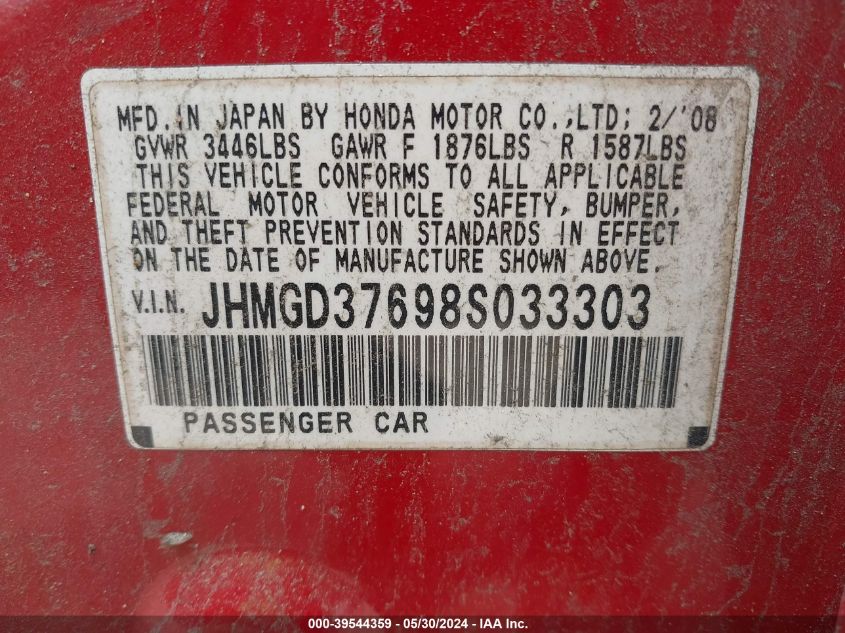 MFD. IN JAPAN BY HONDA MOTOR CO.,LTD; 2/'08
GVWR 3446LBS GAWR F 1876LBS R 1587LBS
THIS VEHICLE CONFORMS TO ALL APPLICABLE
FEDERAL MOTOR VEHICLE SAFETY, BUMPER,
AND THEFT PREVENTION STANDARDS IN EFFECT
ON THE DATE OF MANUFACTURE SHOWN ABOVE.
V.I.N. JHMGD37698S033303
PASSENGER CAR
000-39544359 - 05/30/2024 - IAA Inc.